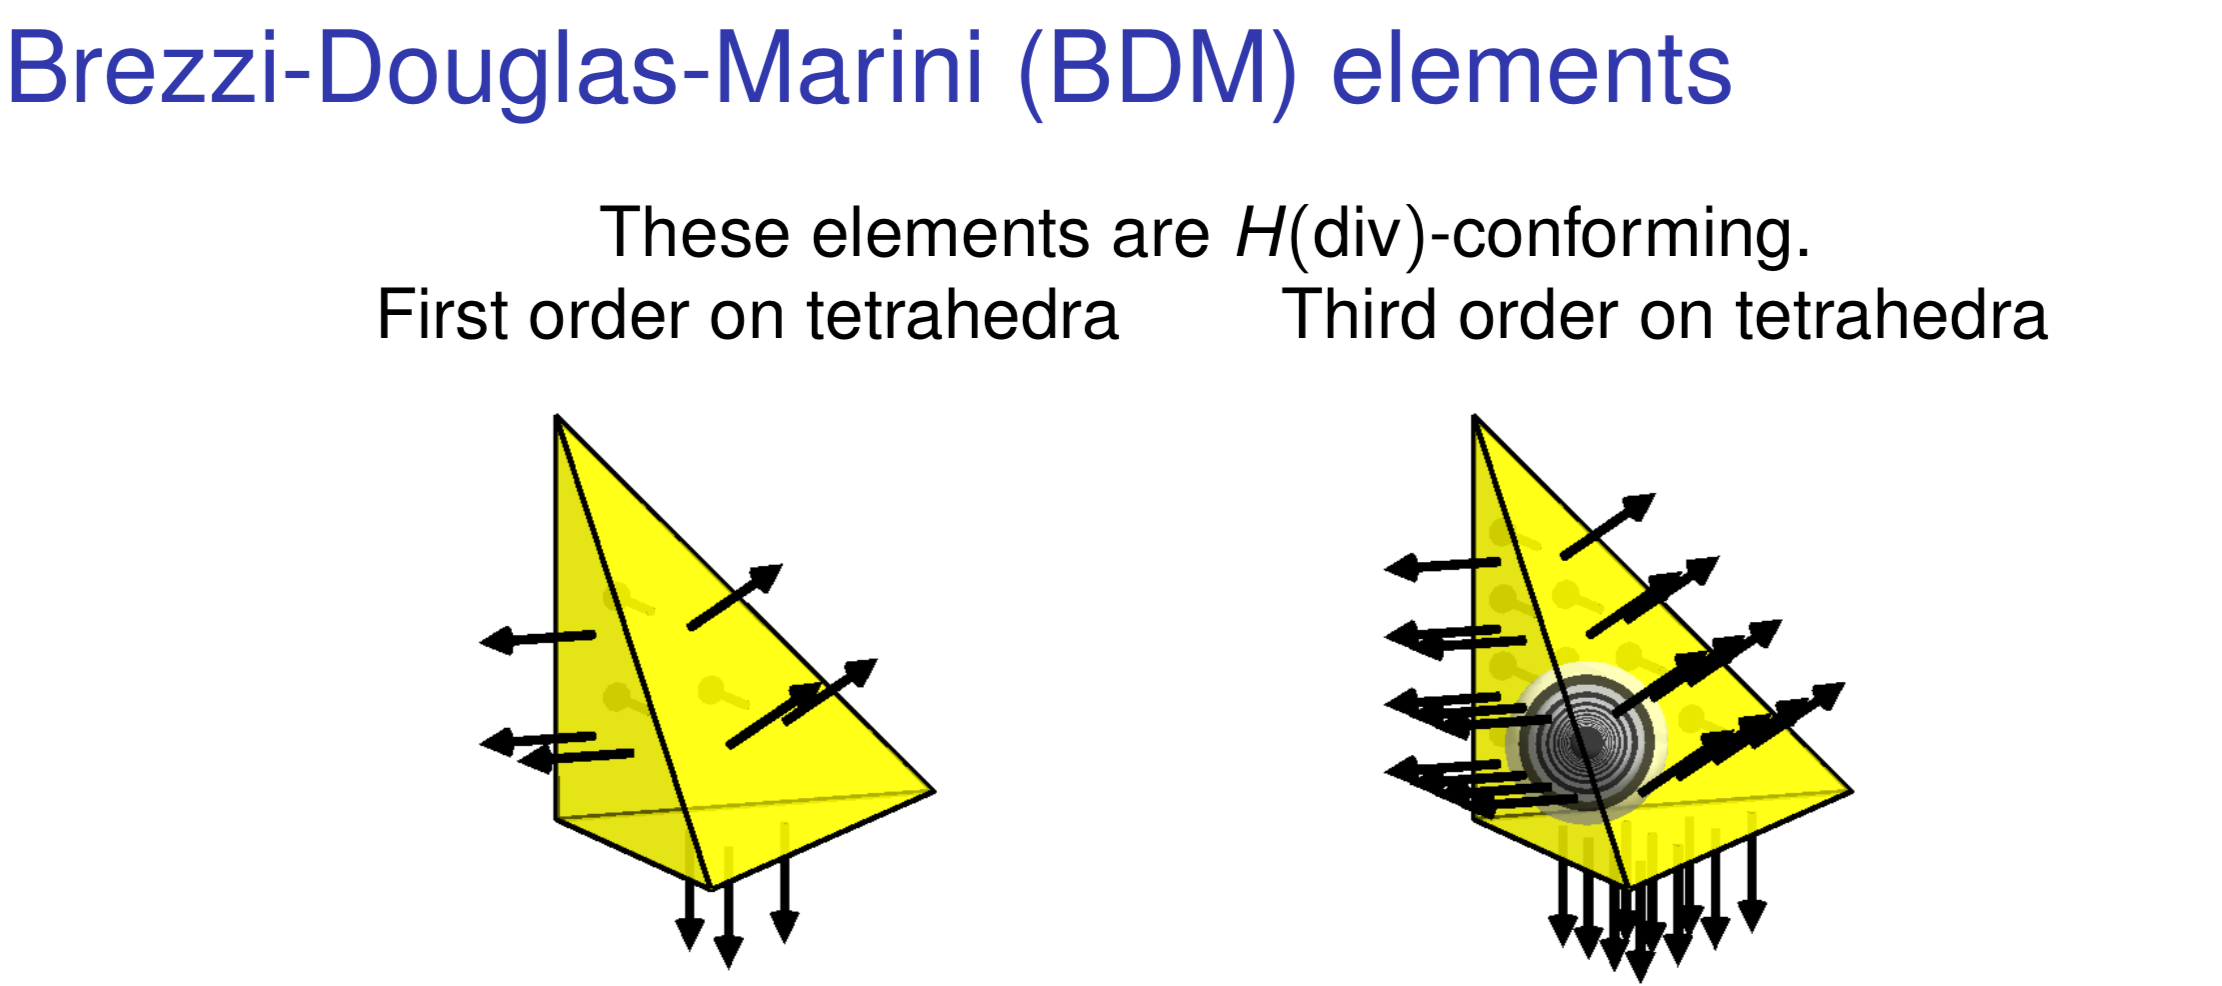 Brezzi-Douglas-Marini (BDM) elements
These elements are H(div)-conforming.
First order on tetrahedra Third order on tetrahedra